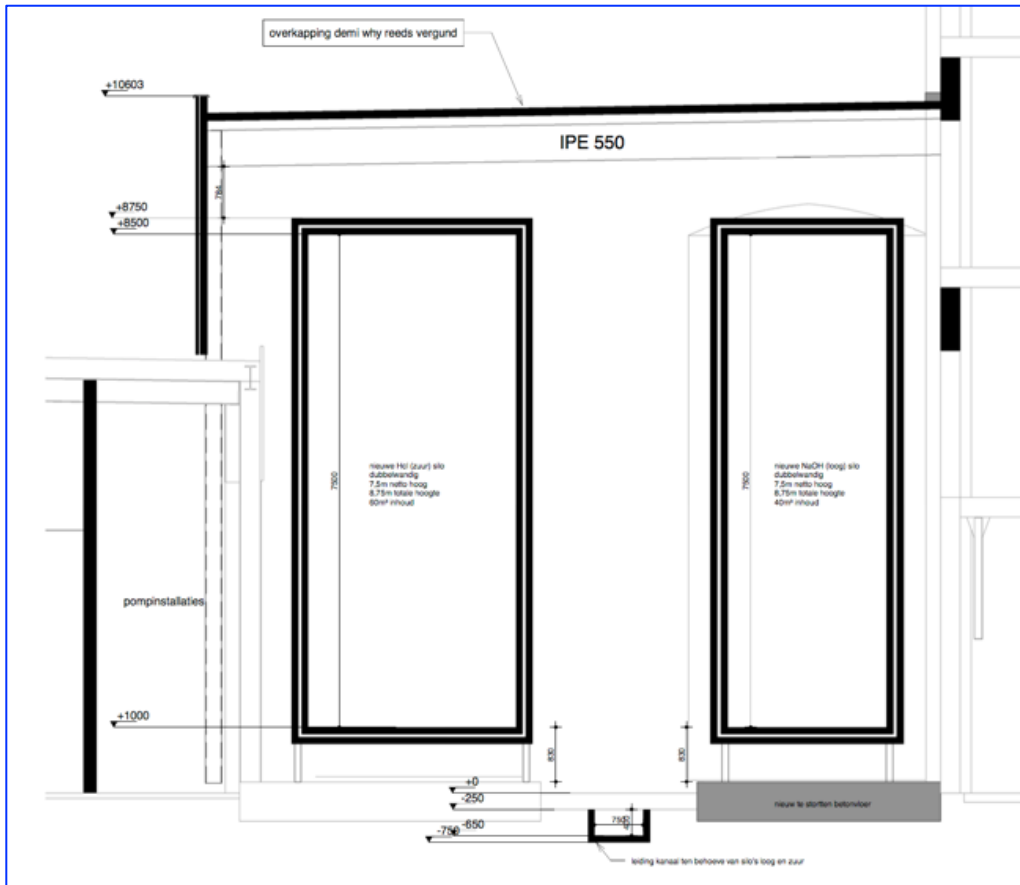 overkapping demi why reeds vergund
+10603
IPE 550
784
+8750
+8500
7500
nieuwe Hcl (zuur) silo
dubbelwandig
7,5m netto hoog
8,75m totale hoogte
60m³ inhoud
7500
nieuwe NaOH (loog) silo
dubbelwandig
7,5m netto hoog
8,75m totale hoogte
40m³ inhoud
pompinstallaties
+1000
830
830
+0
-250
-650
-750
750
400
nieuw te stortten betonvloer
leiding kanaal ten behoeve van silo's loog en zuur